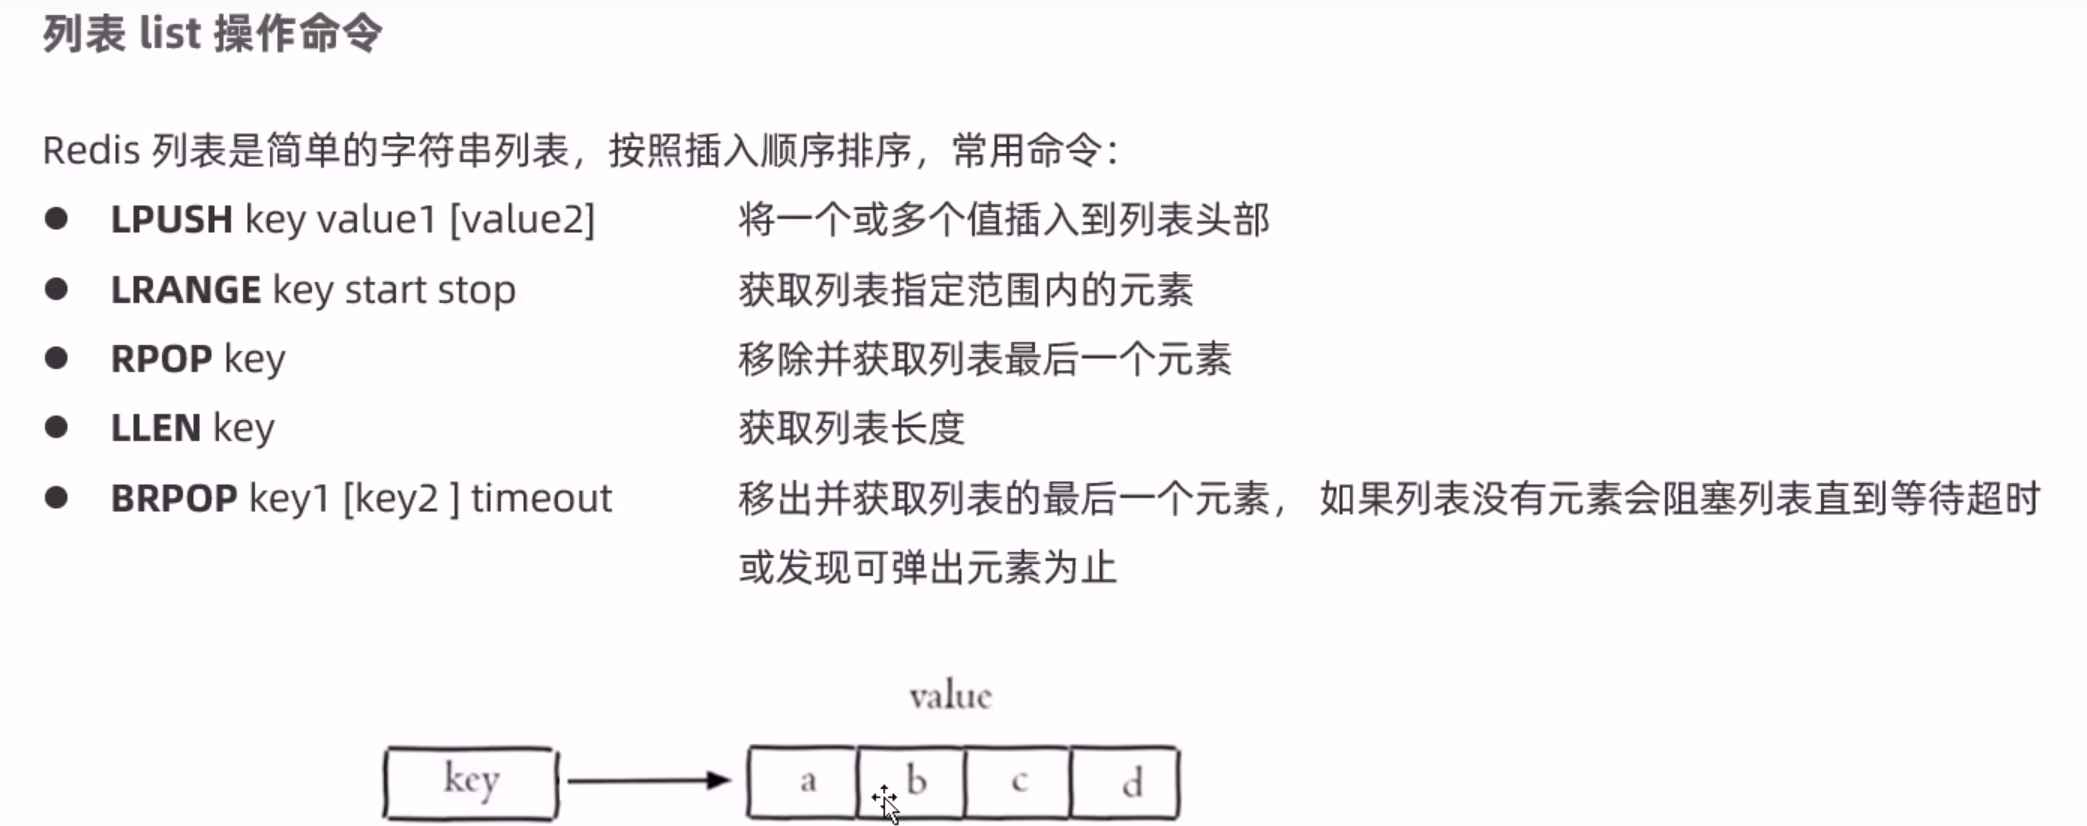 列表 list 操作命令
Redis 列表是简单的字符串列表，按照插入顺序排序，常用命令：
● LPUSH key value1 [value2] 将一个或多个值插入到列表头部
● LRANGE key start stop 获取列表指定范围内的元素
● RPOP key 移除并获取列表最后一个元素
● LLEN key 获取列表长度
● BRPOP key1 [key2 ] timeout 移出并获取列表的最后一个元素， 如果列表没有元素会阻塞列表直到等待超时
或发现可弹出元素为止
value
key a b c d